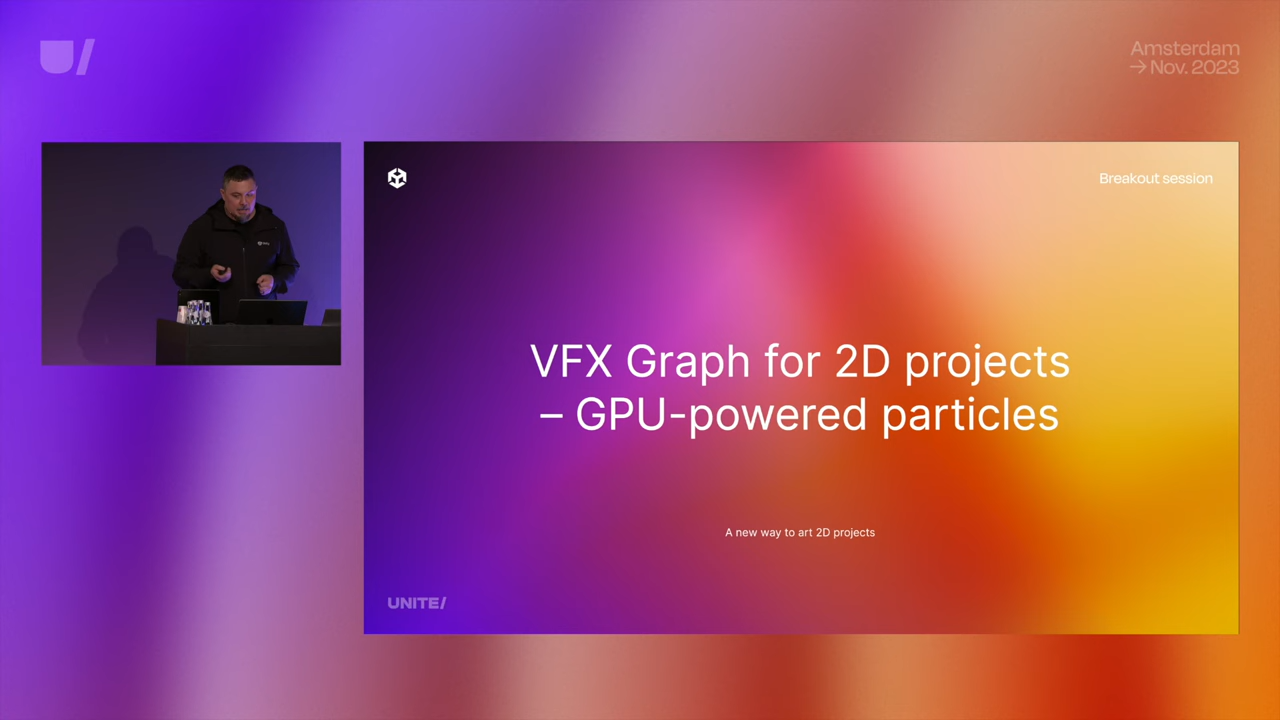 Amsterdam
→ Nov. 2023
Breakout session
VFX Graph for 2D projects
– GPU-powered particles
A new way to art 2D projects
UNITE/